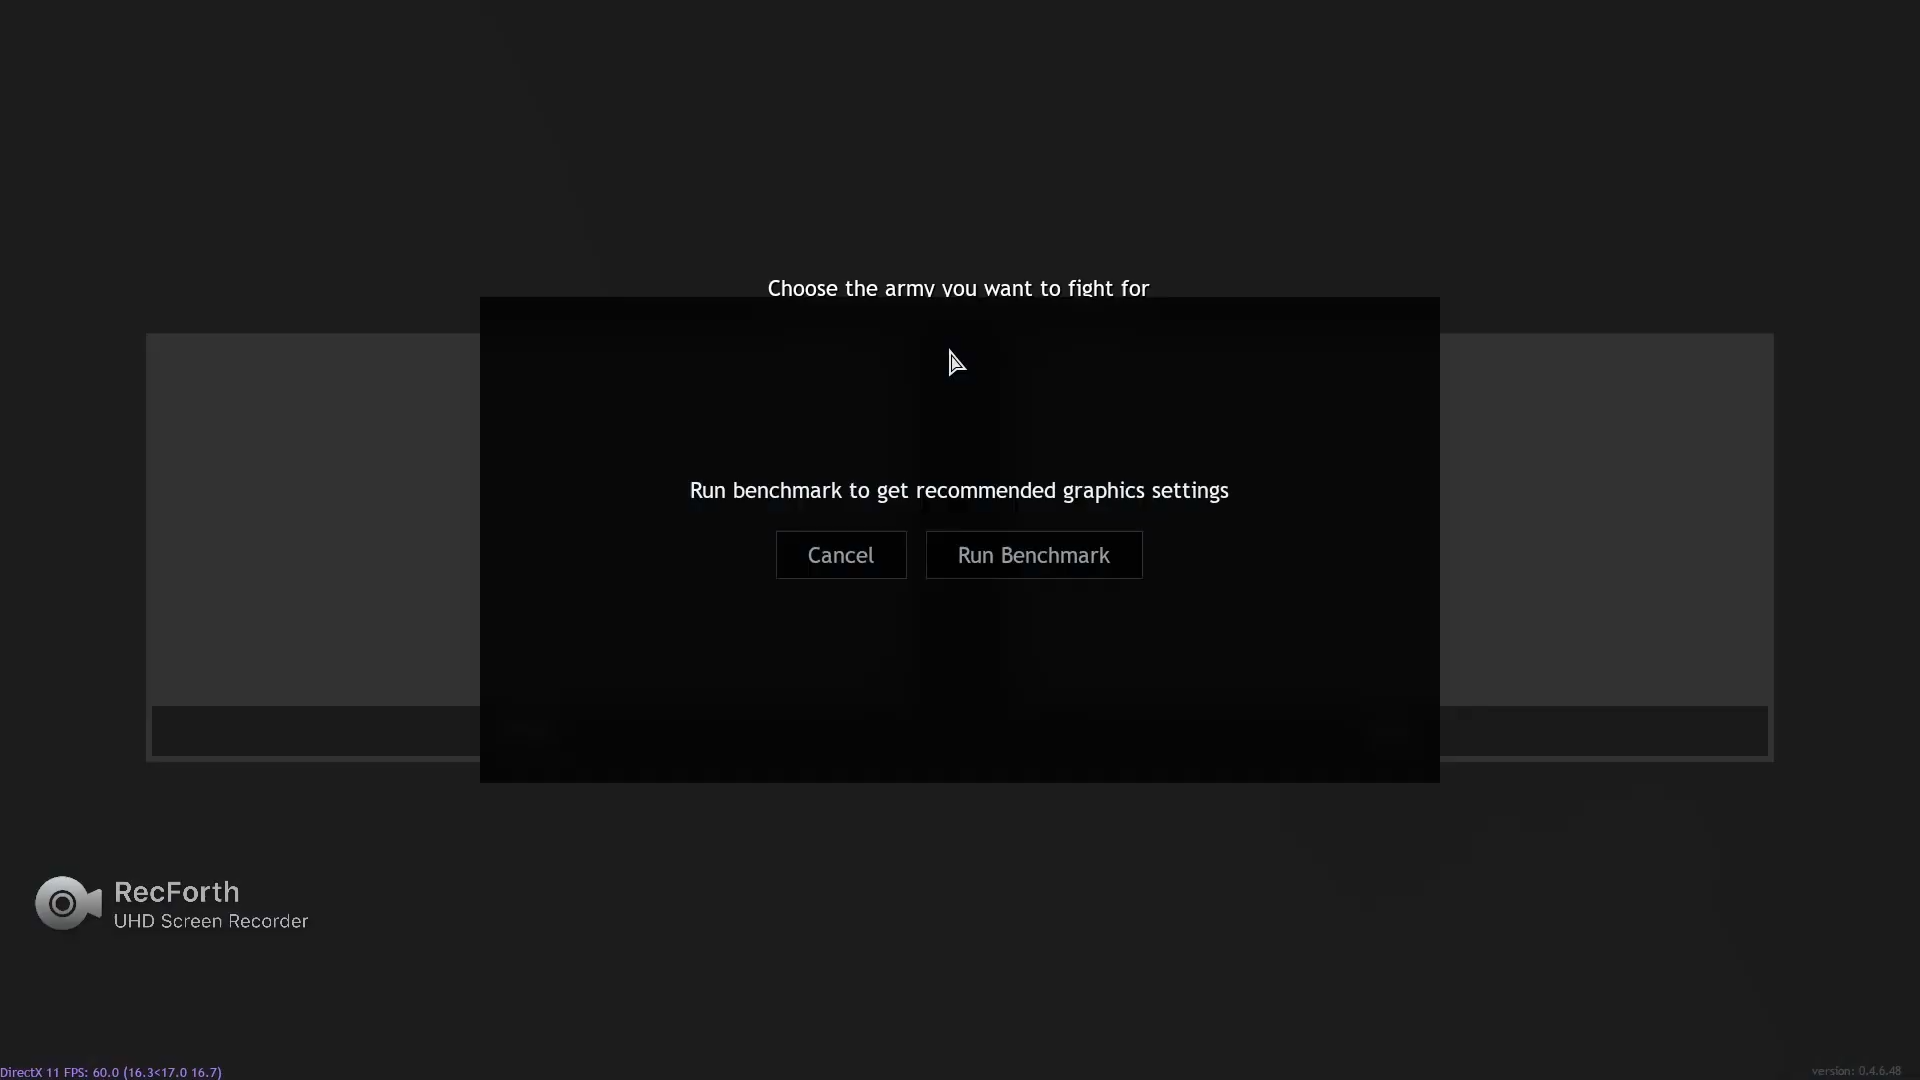 Choose the army you want to fight for
Run benchmark to get recommended graphics settings
Cancel
Run Benchmark
RecForth
UHD Screen Recorder
DirectX 11 FPS: 60.0 (16.3<17.0 16.7)
version: 0.4.6.48